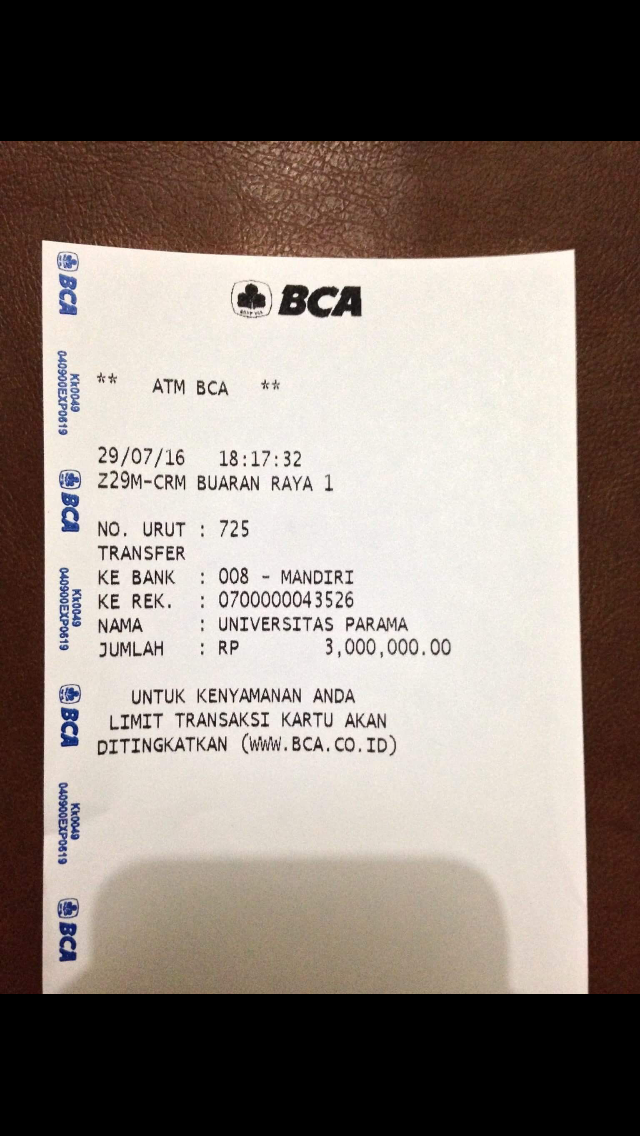 BCA
** ATM BCA **
29/07/16 18:17:32
Z29M-CRM BUARAN RAYA 1
NO. URUT : 725
TRANSFER
KE BANK : 008 - MANDIRI
KE REK. : 0700000043526
NAMA : UNIVERSITAS PARAMA
JUMLAH : RP 3,000,000.00
UNTUK KENYAMANAN ANDA
LIMIT TRANSAKSI KARTU AKAN
DITINGKATKAN (WWW.BCA.CO.ID)
BCA
Kk0049
040900EXP0619
BCA
Kk0049
040900EXP0619
BCA
Kk0049
040900EXP0619
BCA